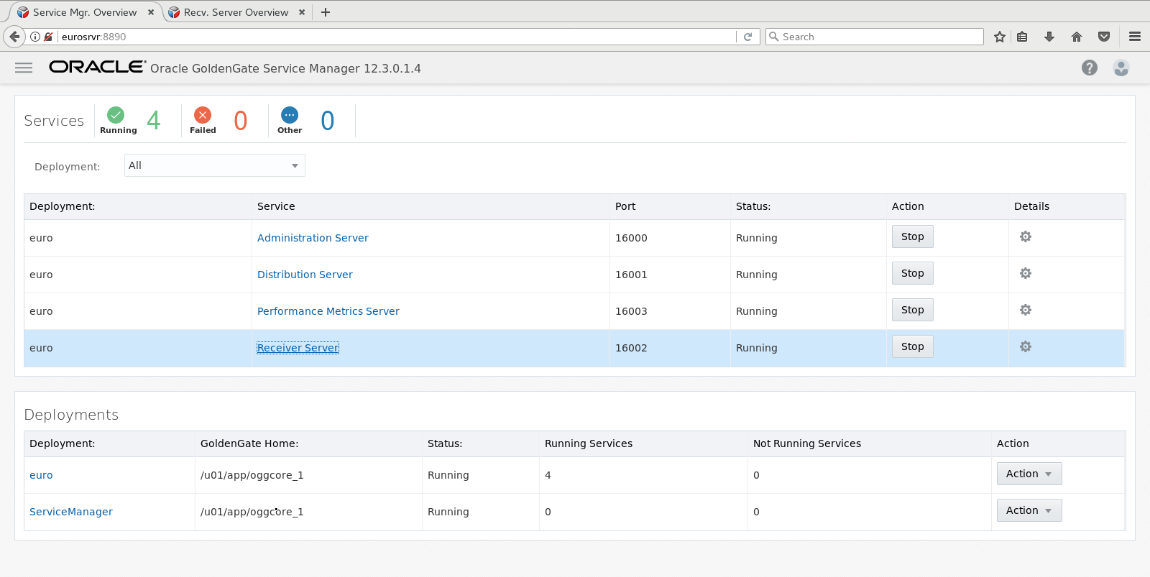 Service Mgr. Overview × Recv. Server Overview × +
eurosrvr:8890 Search
ORACLE Oracle GoldenGate Service Manager 12.3.0.1.4
Services Running 4 Failed 0 Other 0
Deployment: All
Deployment: Service Port Status: Action Details
euro Administration Server 16000 Running Stop
euro Distribution Server 16001 Running Stop
euro Performance Metrics Server 16003 Running Stop
euro Receiver Server 16002 Running Stop
Deployments
Deployment: GoldenGate Home: Status: Running Services Not Running Services Action
euro /u01/app/oggcore_1 Running 4 0 Action
ServiceManager /u01/app/oggcore_1 Running 0 0 Action